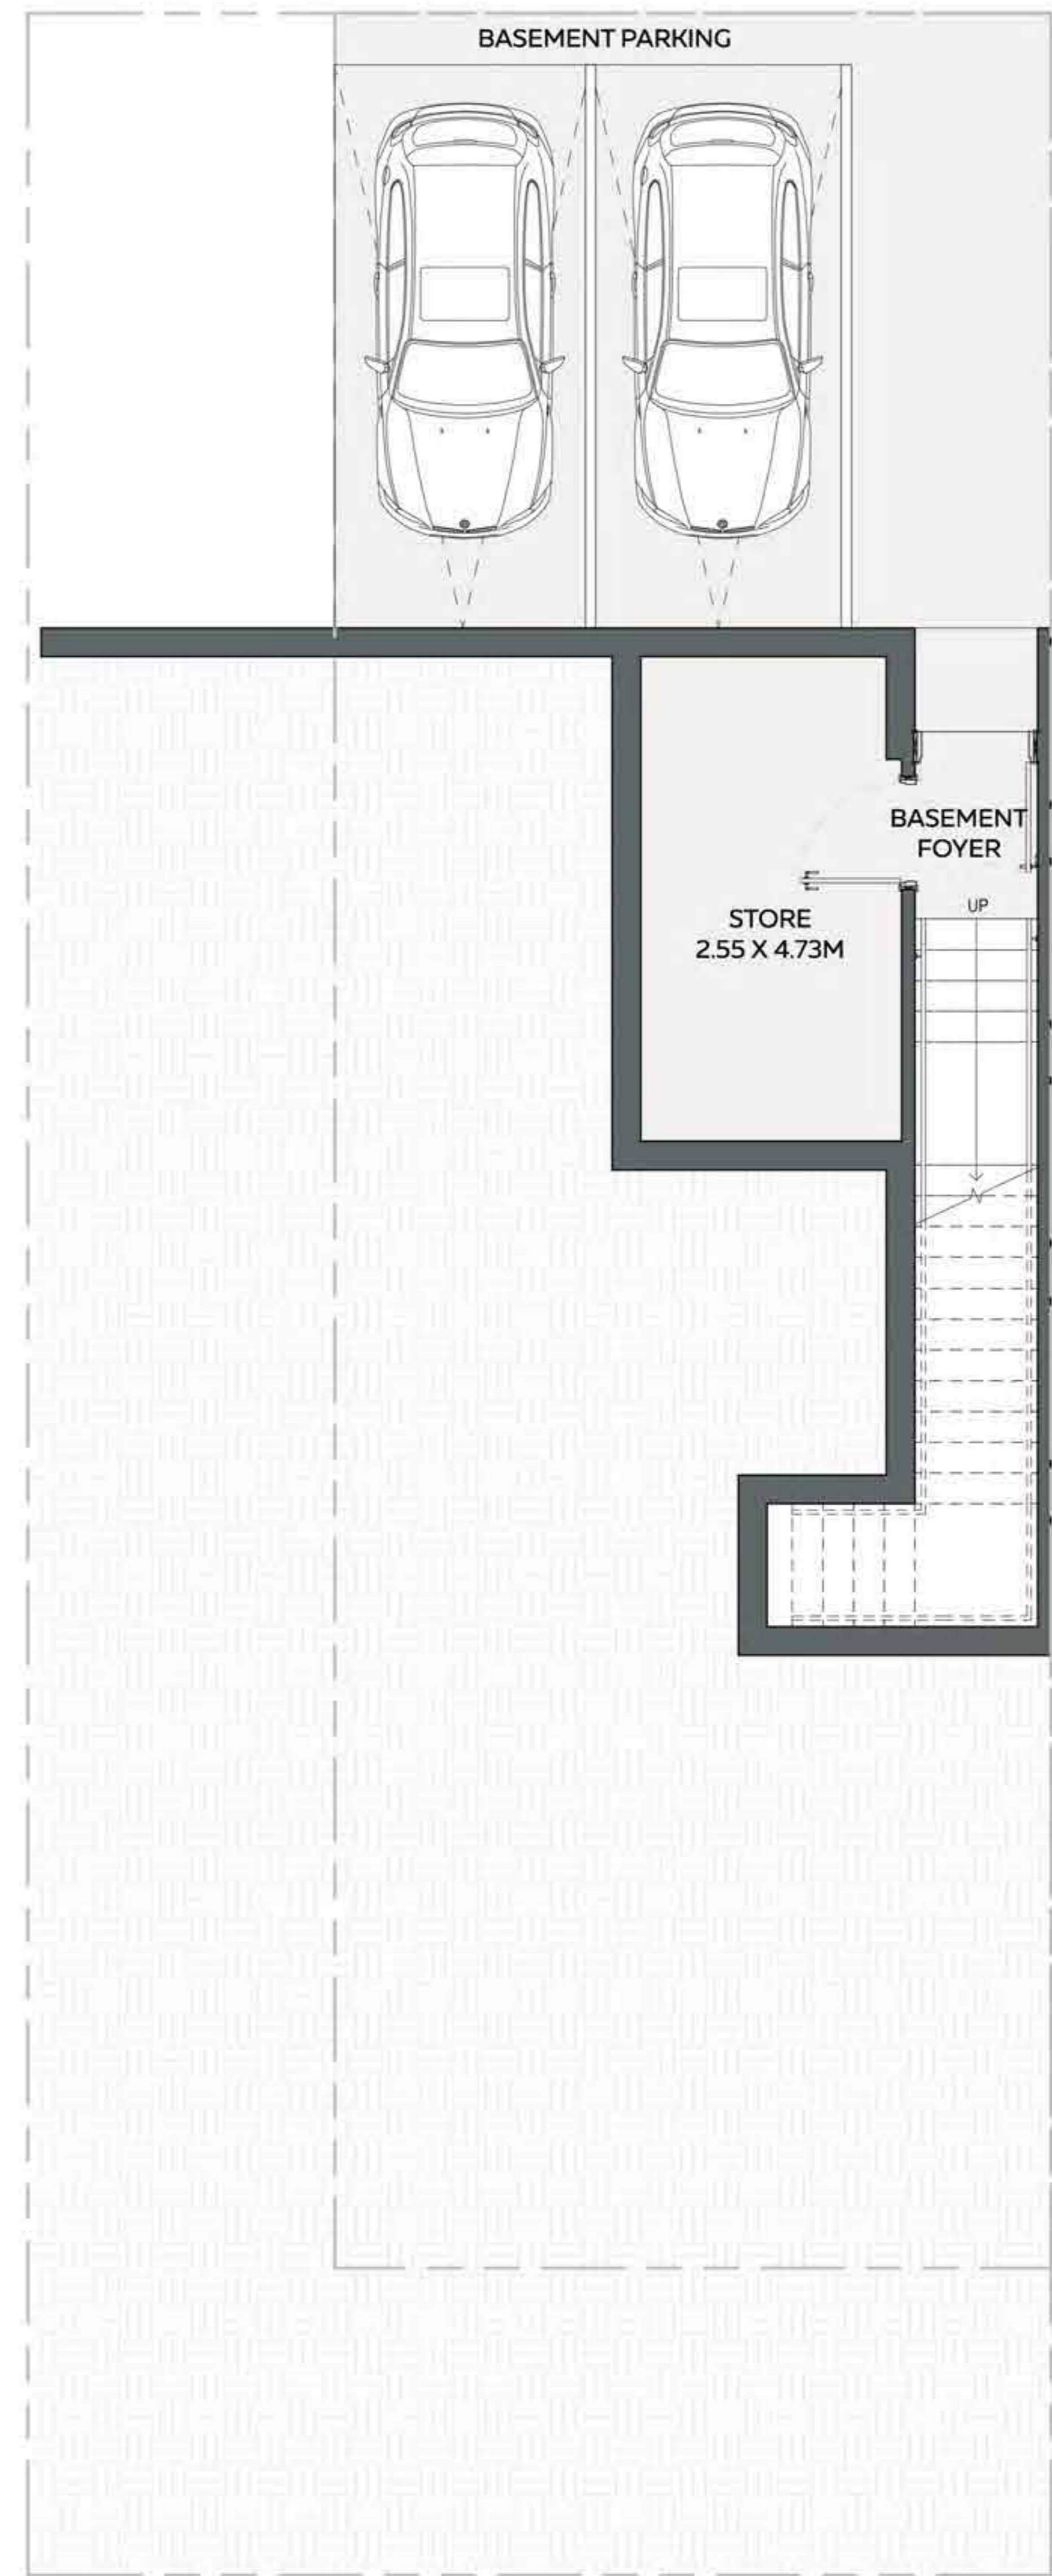 BASEMENT PARKING
BASEMENT
FOYER
UP
STORE
2.55 X 4.73M